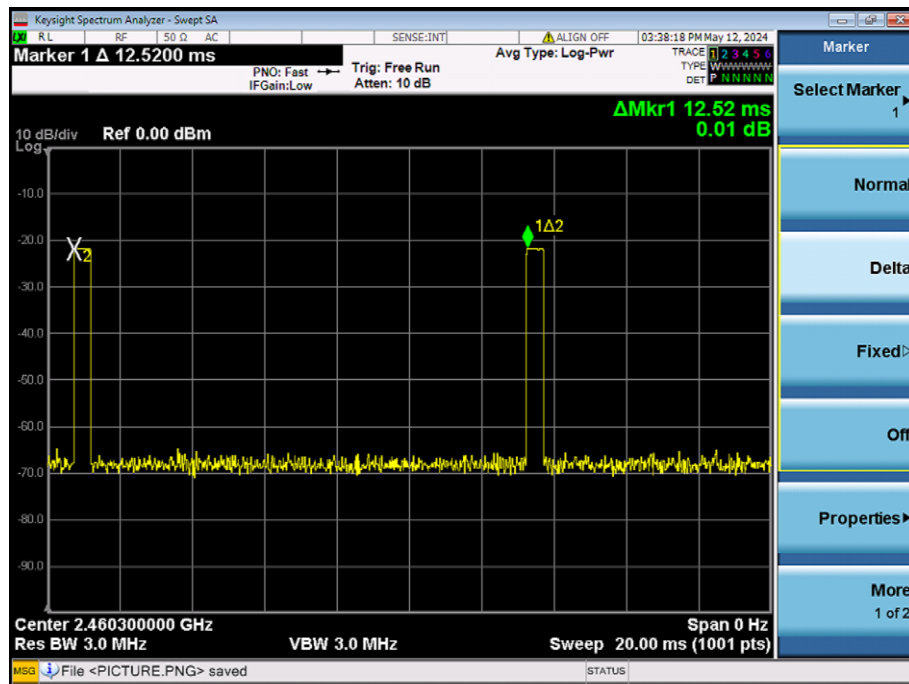 Keysight Spectrum Analyzer - Swept SA
LXI RL RF 50 Ω AC SENSE:INT ALIGN OFF 03:38:18 PM May 12, 2024
Marker 1 Δ 12.5200 ms
PNO: Fast
IFGain:Low
Trig: Free Run
Atten: 10 dB
Avg Type: Log-Pwr
TRACE 1 2 3 4 5 6
TYPE WWWWWW
DET P N N N N N
ΔMkr1 12.52 ms
0.01 dB
10 dB/div Ref 0.00 dBm
Log
-10.0
-20.0
-30.0
-40.0
-50.0
-60.0
-70.0
-80.0
-90.0
X2
1Δ2
Center 2.460300000 GHz
Span 0 Hz
Res BW 3.0 MHz
VBW 3.0 MHz
Sweep 20.00 ms (1001 pts)
MSG File <PICTURE.PNG> saved
STATUS
Marker
Select Marker
1
Normal
Delta
Fixed
Off
Properties
More
1 of 2